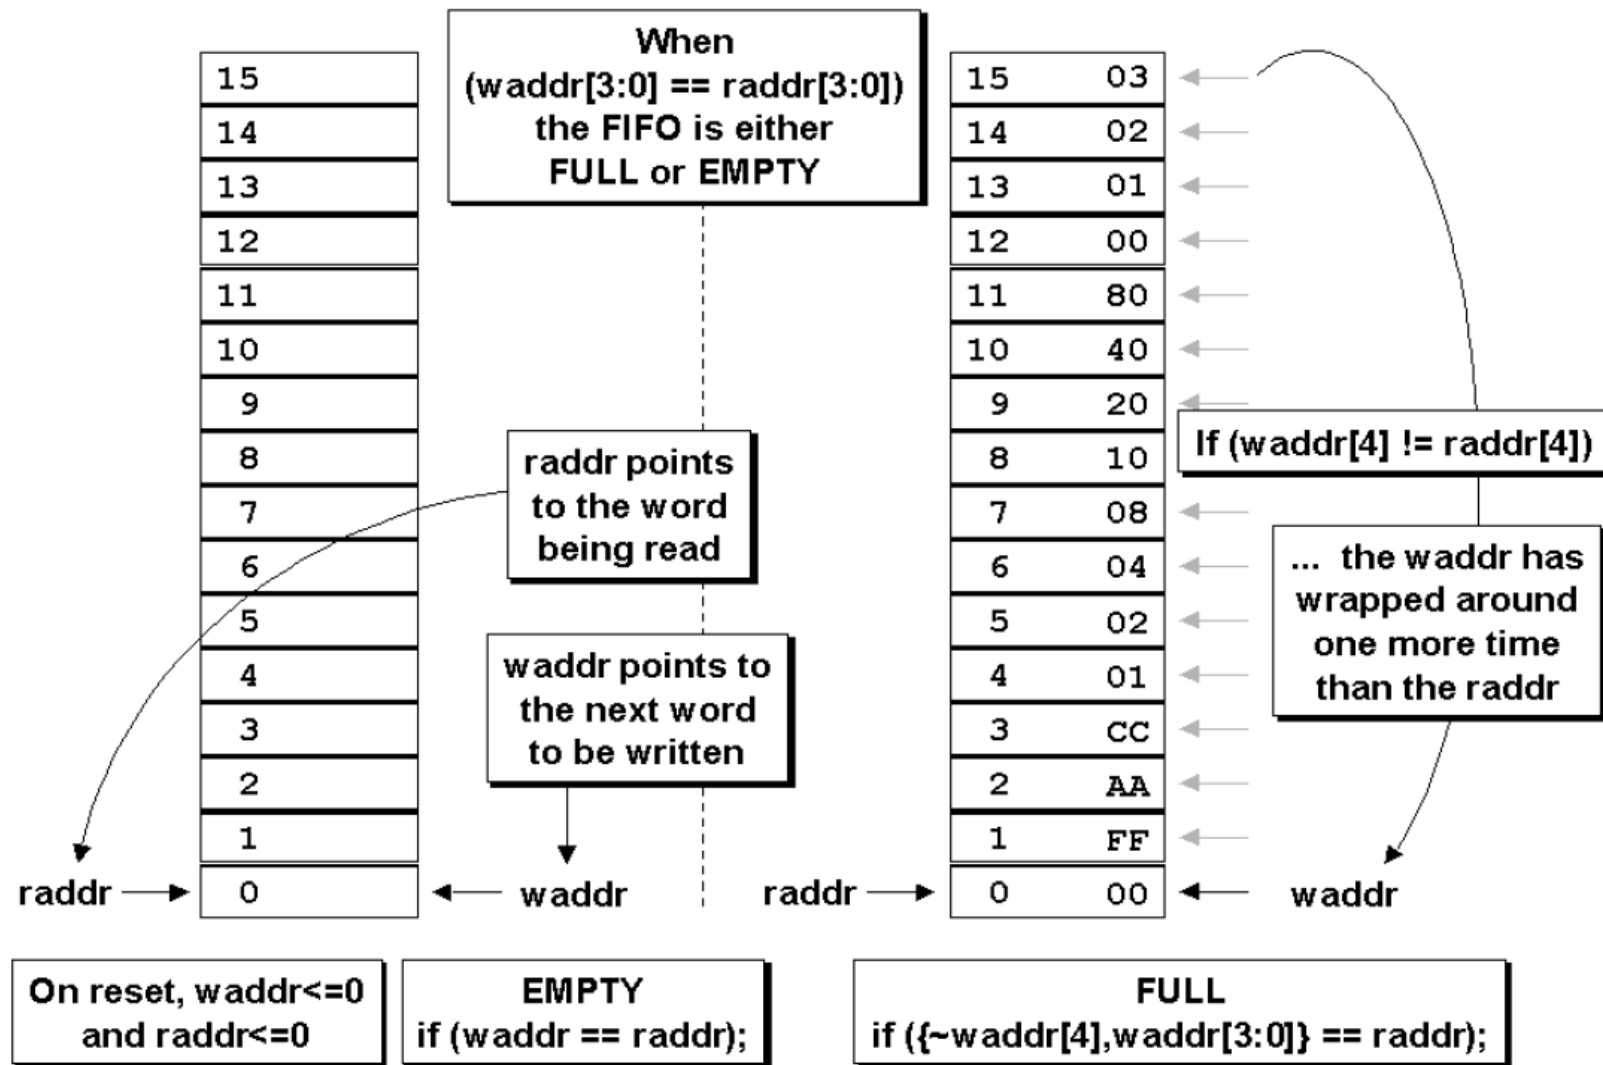 When
(waddr[3:0] == raddr[3:0])
the FIFO is either
FULL or EMPTY
15
14
13
12
11
10
9
8
7
6
5
4
3
2
1
0
raddr points
to the word
being read
waddr points to
the next word
to be written
raddr
waddr
15 03
14 02
13 01
12 00
11 80
10 40
9 20
8 10
7 08
6 04
5 02
4 01
3 CC
2 AA
1 FF
0 00
If (waddr[4] != raddr[4])
... the waddr has
wrapped around
one more time
than the raddr
raddr
waddr
On reset, waddr<=0
and raddr<=0
EMPTY
if (waddr == raddr);
FULL
if ({~waddr[4],waddr[3:0]} == raddr);